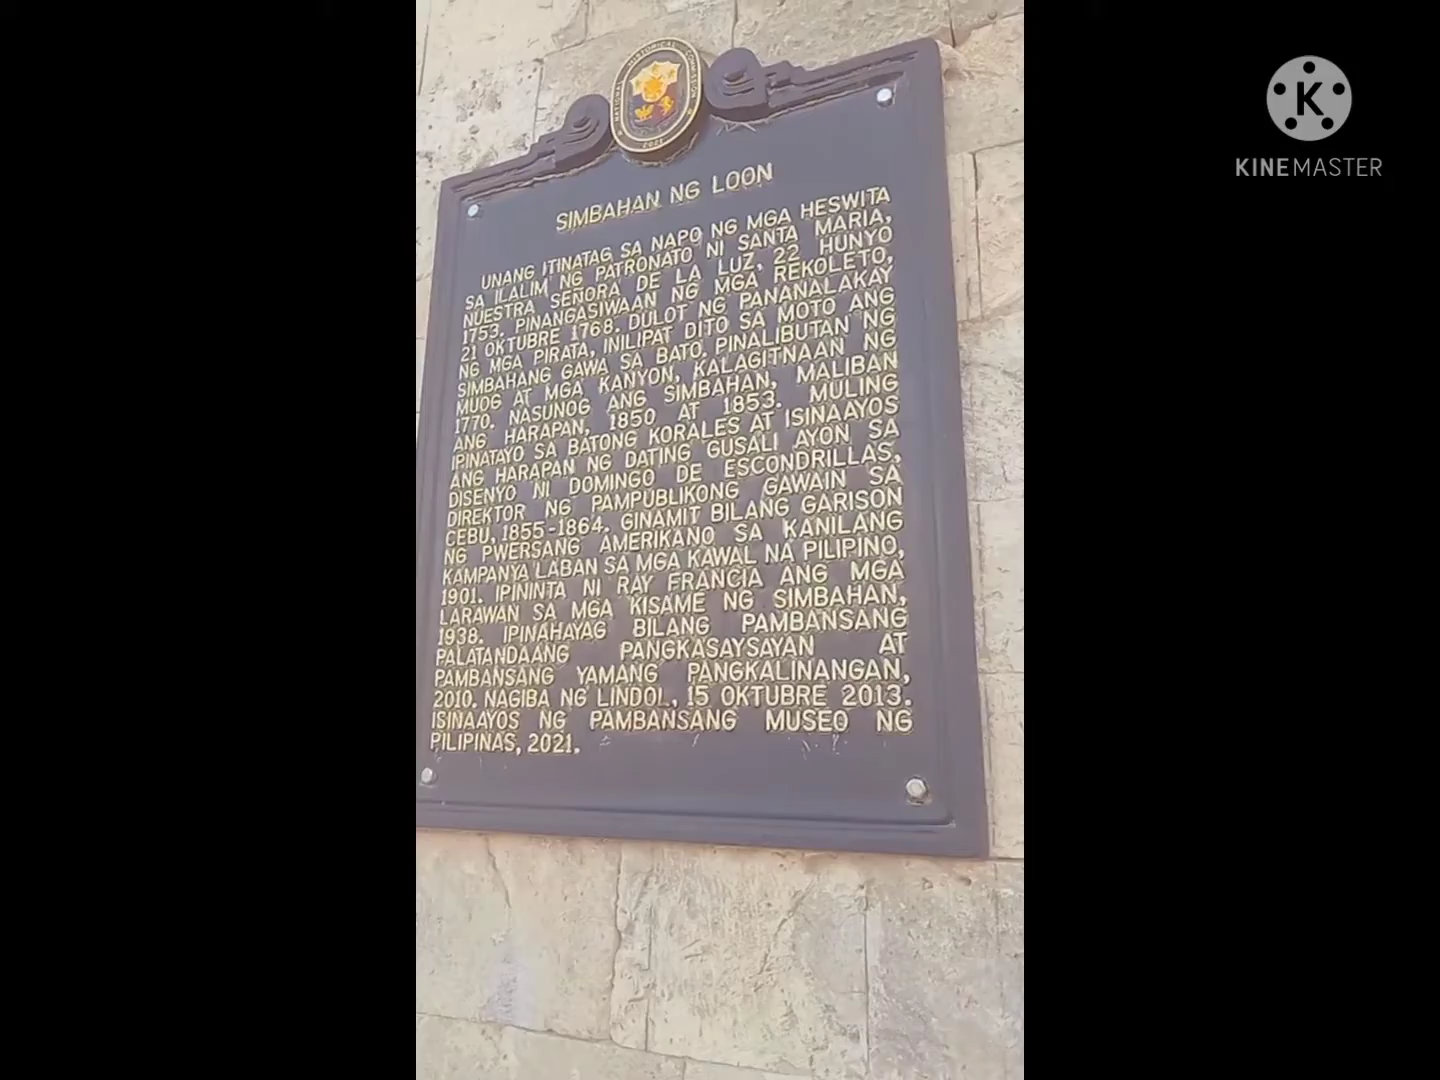 NATIONAL HISTORICAL COMMISSION
2021
KINEMASTER
SIMBAHAN NG LOON
UNANG ITINATAG SA NAPO NG MGA HESWITA
SA ILALIM NG PATRONATO NI SANTA MARIA,
NUESTRA SEÑORA DE LA LUZ, 22 HUNYO
1753. PINANGASIWAAN NG MGA REKOLETO,
21 OKTUBRE 1768. DULOT NG PANANALAKAY
NG MGA PIRATA, INILIPAT DITO SA MOTO ANG
SIMBAHANG GAWA SA BATO. PINALIBUTAN NG
MUOG AT MGA KANYON, KALAGITNAAN NG
1770. NASUNOG ANG SIMBAHAN, MALIBAN
ANG HARAPAN, 1850 AT 1853. MULING
IPINATAYO SA BATONG KORALES AT ISINAAYOS
ANG HARAPAN NG DATING GUSALI AYON SA
DISENYO NI DOMINGO DE ESCONDRILLAS,
DIREKTOR NG PAMPUBLIKONG GAWAIN SA
CEBU, 1855-1864. GINAMIT BILANG GARISON
NG PWERSANG AMERIKANO SA KANILANG
KAMPANYA LABAN SA MGA KAWAL NA PILIPINO,
1901. IPININTA NI RAY FRANCIA ANG MGA
LARAWAN SA MGA KISAME NG SIMBAHAN,
1938. IPINAHAYAG BILANG PAMBANSANG
PALATANDAANG PANGKASAYSAYAN AT
PAMBANSANG YAMANG PANGKALINANGAN,
2010. NAGIBA NG LINDOL, 15 OKTUBRE 2013.
ISINAAYOS NG PAMBANSANG MUSEO NG
PILIPINAS, 2021.